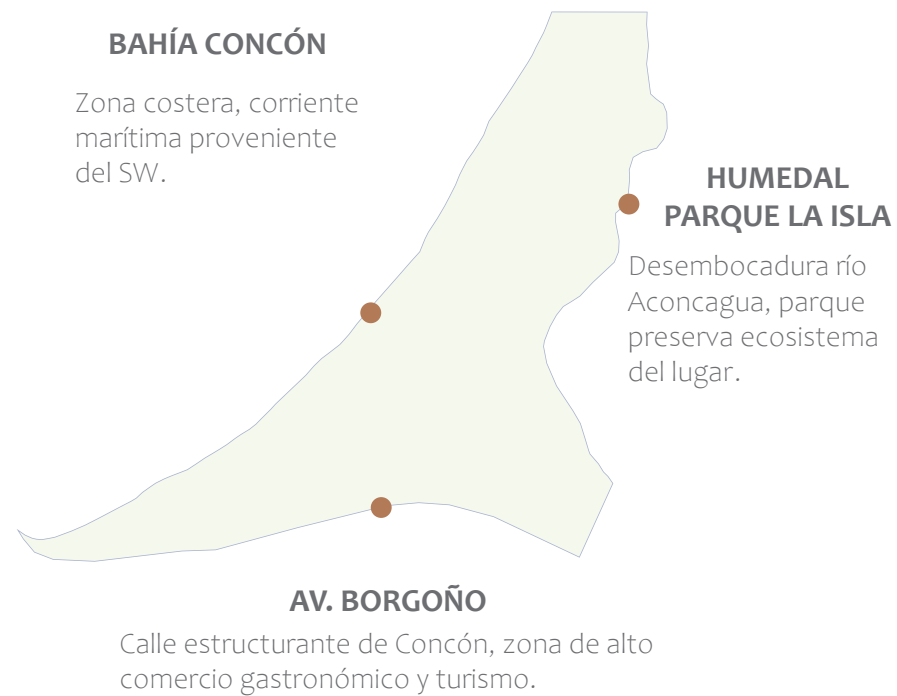 BAHÍA CONCÓN
Zona costera, corriente
marítima proveniente
del SW.
HUMEDAL
PARQUE LA ISLA
Desembocadura río
Aconcagua, parque
preserva ecosistema
del lugar.
AV. BORGOÑO
Calle estructurante de Concón, zona de alto
comercio gastronómico y turismo.